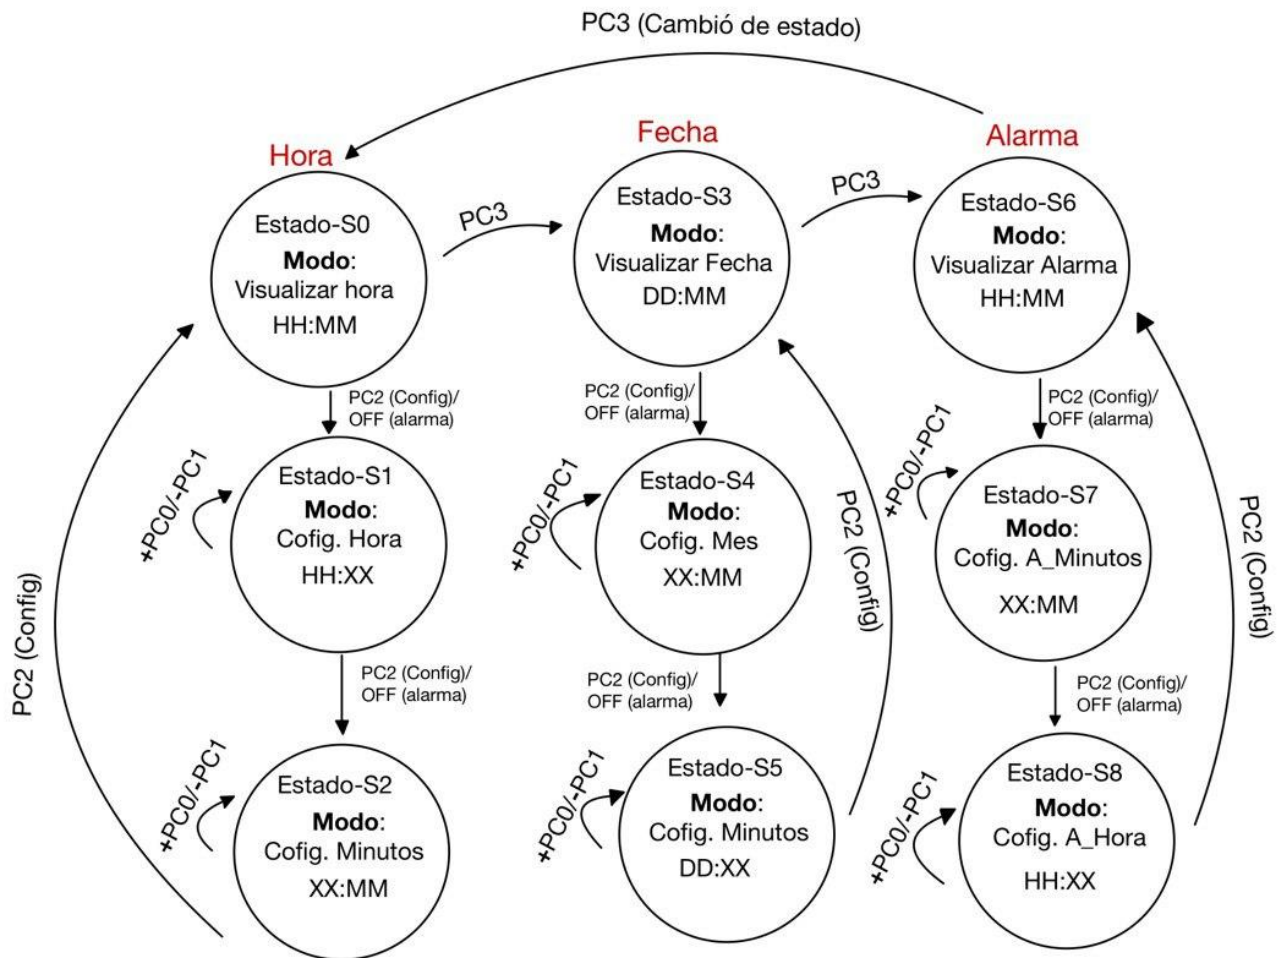 PC3 (Cambió de estado)
Hora
Estado-S0
Modo:
Visualizar hora
HH:MM
PC3
Fecha
Estado-S3
Modo:
Visualizar Fecha
DD:MM
PC3
Alarma
Estado-S6
Modo:
Visualizar Alarma
HH:MM
PC2 (Config)/
OFF (alarma)
PC2 (Config)/
OFF (alarma)
PC2 (Config)/
OFF (alarma)
+PC0/-PC1
Estado-S1
Modo:
Cofig. Hora
HH:XX
+PC0/-PC1
Estado-S4
Modo:
Cofig. Mes
XX:MM
+PC0/-PC1
Estado-S7
Modo:
Cofig. A_Minutos
XX:MM
PC2 (Config)
PC2 (Config)
PC2 (Config)
PC2 (Config)/
OFF (alarma)
PC2 (Config)/
OFF (alarma)
PC2 (Config)/
OFF (alarma)
+PC0/-PC1
Estado-S2
Modo:
Cofig. Minutos
XX:MM
+PC0/-PC1
Estado-S5
Modo:
Cofig. Minutos
DD:XX
+PC0/-PC1
Estado-S8
Modo:
Cofig. A_Hora
HH:XX